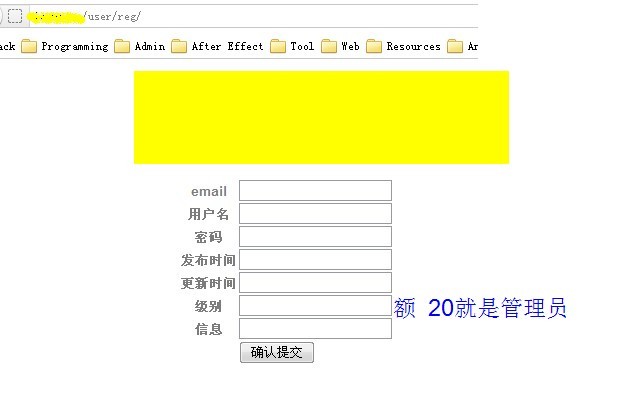 /user/reg/
ack Programming Admin After Effect Tool Web Resources Ar
email
用户名
密码
发布时间
更新时间
级别
额 20就是管理员
信息
确认提交